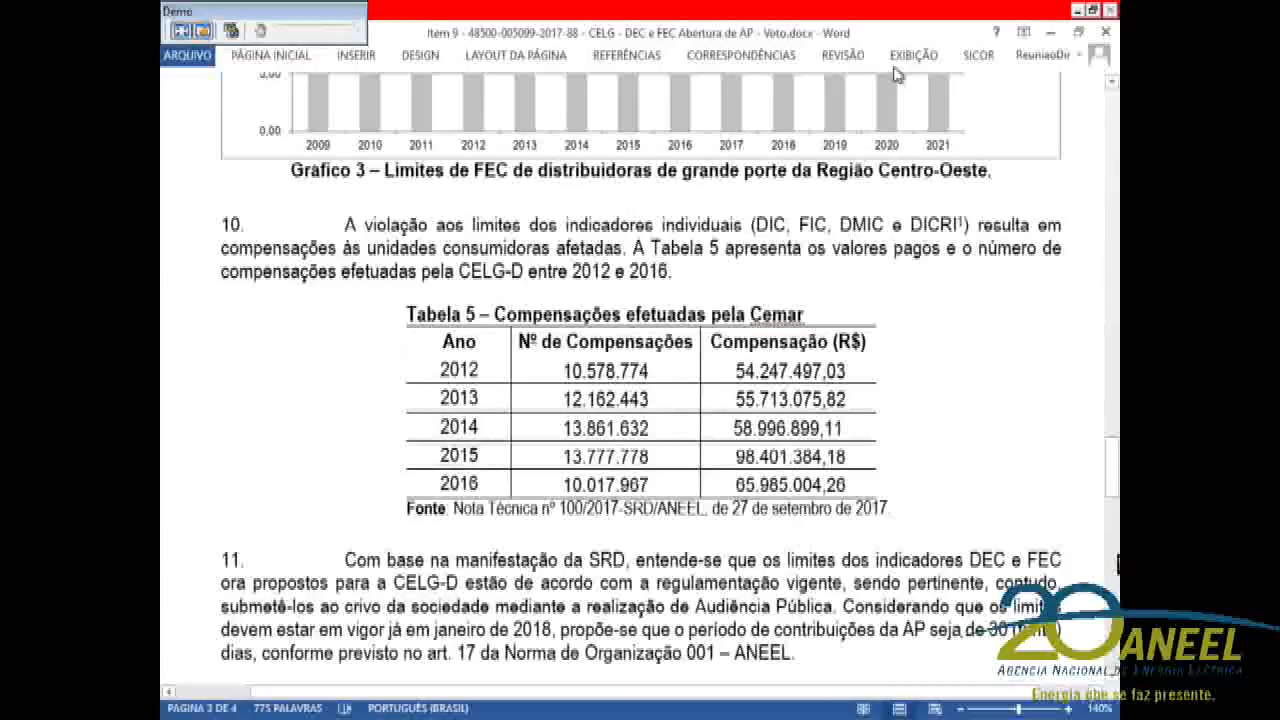 Demo
Item 9 - 48500-005099-2017-88 - CELG - DEC e FEC Abertura de AP - Voto.docx - Word
ARQUIVO PÁGINA INICIAL INSERIR DESIGN LAYOUT DA PÁGINA REFERÊNCIAS CORRESPONDÊNCIAS REVISÃO EXIBIÇÃO SICOR ReuniaoDir
0,00
2009 2010 2011 2012 2013 2014 2015 2016 2017 2018 2019 2020 2021
Gráfico 3 – Limites de FEC de distribuidoras de grande porte da Região Centro-Oeste.
10. A violação aos limites dos indicadores individuais (DIC, FIC, DMIC e DICRI¹) resulta em
compensações às unidades consumidoras afetadas. A Tabela 5 apresenta os valores pagos e o número de
compensações efetuadas pela CELG-D entre 2012 e 2016.
Tabela 5 – Compensações efetuadas pela Cemar
Ano Nº de Compensações Compensação (R$)
2012 10.578.774 54.247.497,03
2013 12.162.443 55.713.075,82
2014 13.861.632 58.996.899,11
2015 13.777.778 98.401.384,18
2016 10.017.967 65.985.004,26
Fonte: Nota Técnica nº 100/2017-SRD/ANEEL, de 27 de setembro de 2017.
11. Com base na manifestação da SRD, entende-se que os limites dos indicadores DEC e FEC
ora propostos para a CELG-D estão de acordo com a regulamentação vigente, sendo pertinente, contudo,
submetê-los ao crivo da sociedade mediante a realização de Audiência Pública. Considerando que os limites
devem estar em vigor já em janeiro de 2018, propõe-se que o período de contribuições da AP seja de 30
dias, conforme previsto no art. 17 da Norma de Organização 001 – ANEEL.
20 ANEEL
AGÊNCIA NACIONAL DE ENERGIA ELÉTRICA
Energia que se faz presente.
PÁGINA 3 DE 4 775 PALAVRAS PORTUGUÊS (BRASIL) 140%